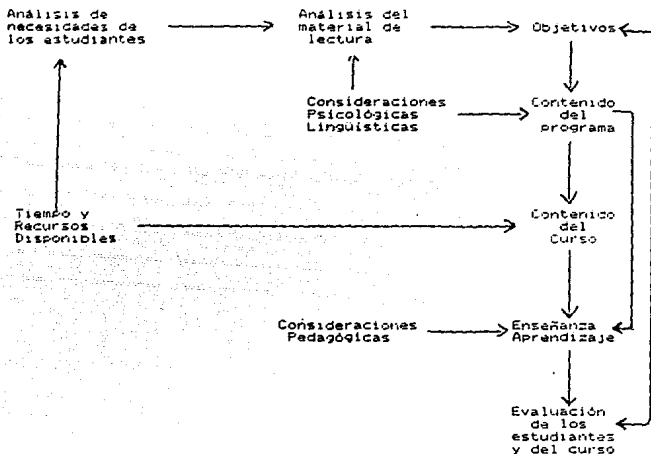 Análisis de
necesidades de
los estudiantes
Análisis del
material de
lectura
Objetivos
Consideraciones
Psicológicas
Lingüísticas
Contenido
del
programa
Tiempo y
Recursos
Disponibles
Contenido
del
Curso
Consideraciones
Pedagógicas
Enseñanza
Aprendizaje
Evaluación
de los
estudiantes
y del curso